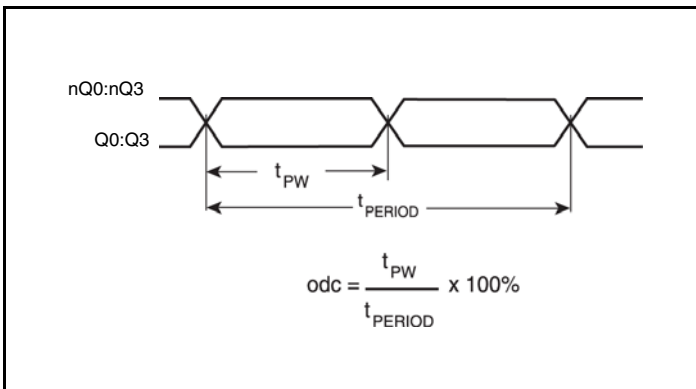 nQ0:nQ3
Q0:Q3
tPW
tPERIOD
odc = tPW / tPERIOD x 100%